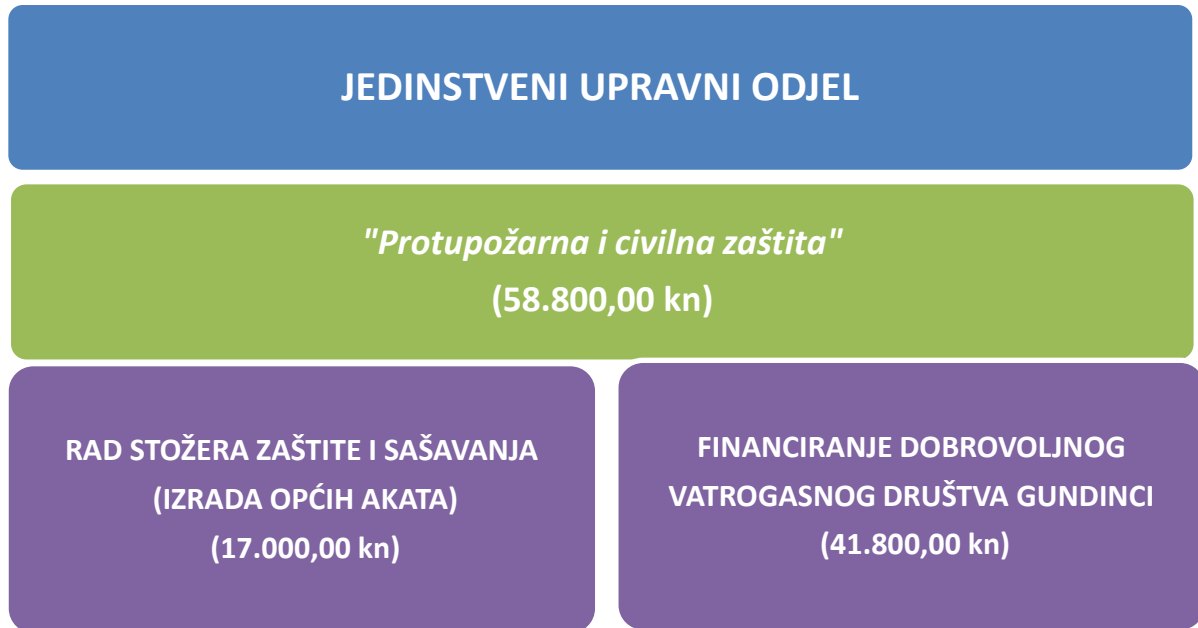 JEDINSTVENI UPRAVNI ODJEL
"Protupožarna i civilna zaštita"
(58.800,00 kn)
RAD STOŽERA ZAŠTITE I SAŠAVANJA
(IZRADA OPĆIH AKATA)
(17.000,00 kn)
FINANCIRANJE DOBROVOLJNOG
VATROGASNOG DRUŠTVA GUNDINCI
(41.800,00 kn)